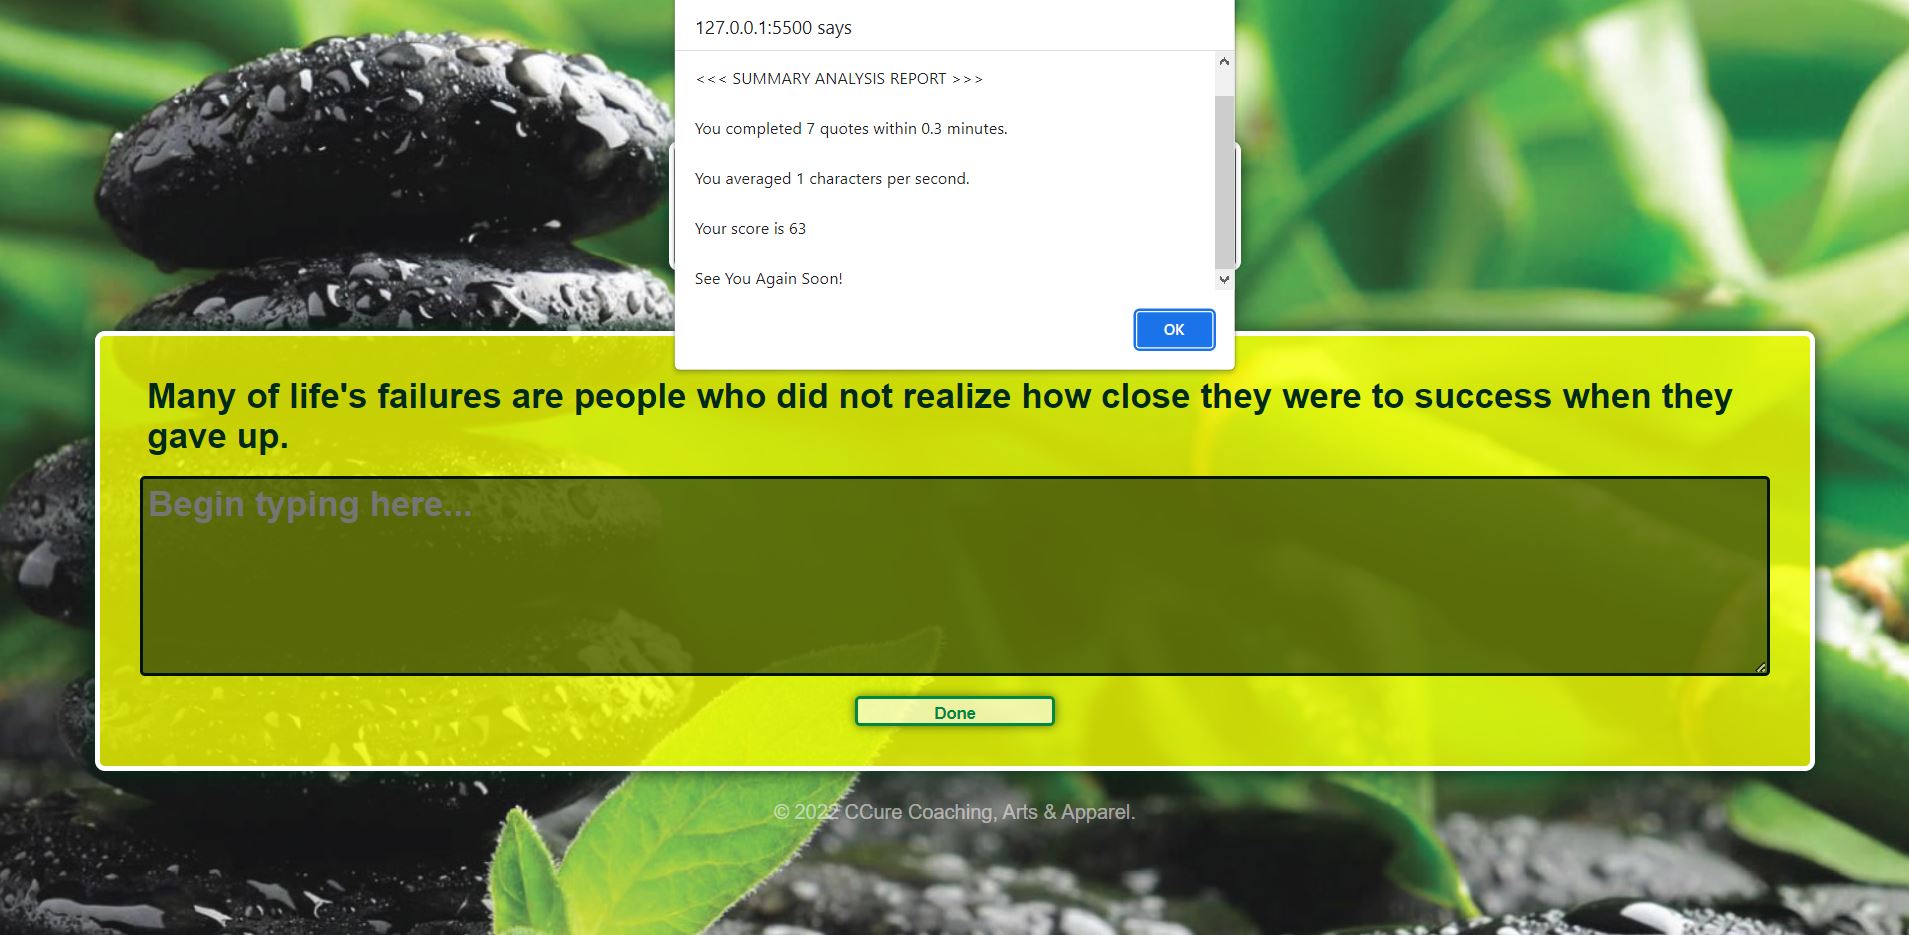 127.0.0.1:5500 says
<<< SUMMARY ANALYSIS REPORT >>>
You completed 7 quotes within 0.3 minutes.
You averaged 1 characters per second.
Your score is 63
See You Again Soon!
OK
Many of life's failures are people who did not realize how close they were to success when they
gave up.
Begin typing here...
Done
© 2022 CCure Coaching, Arts & Apparel.